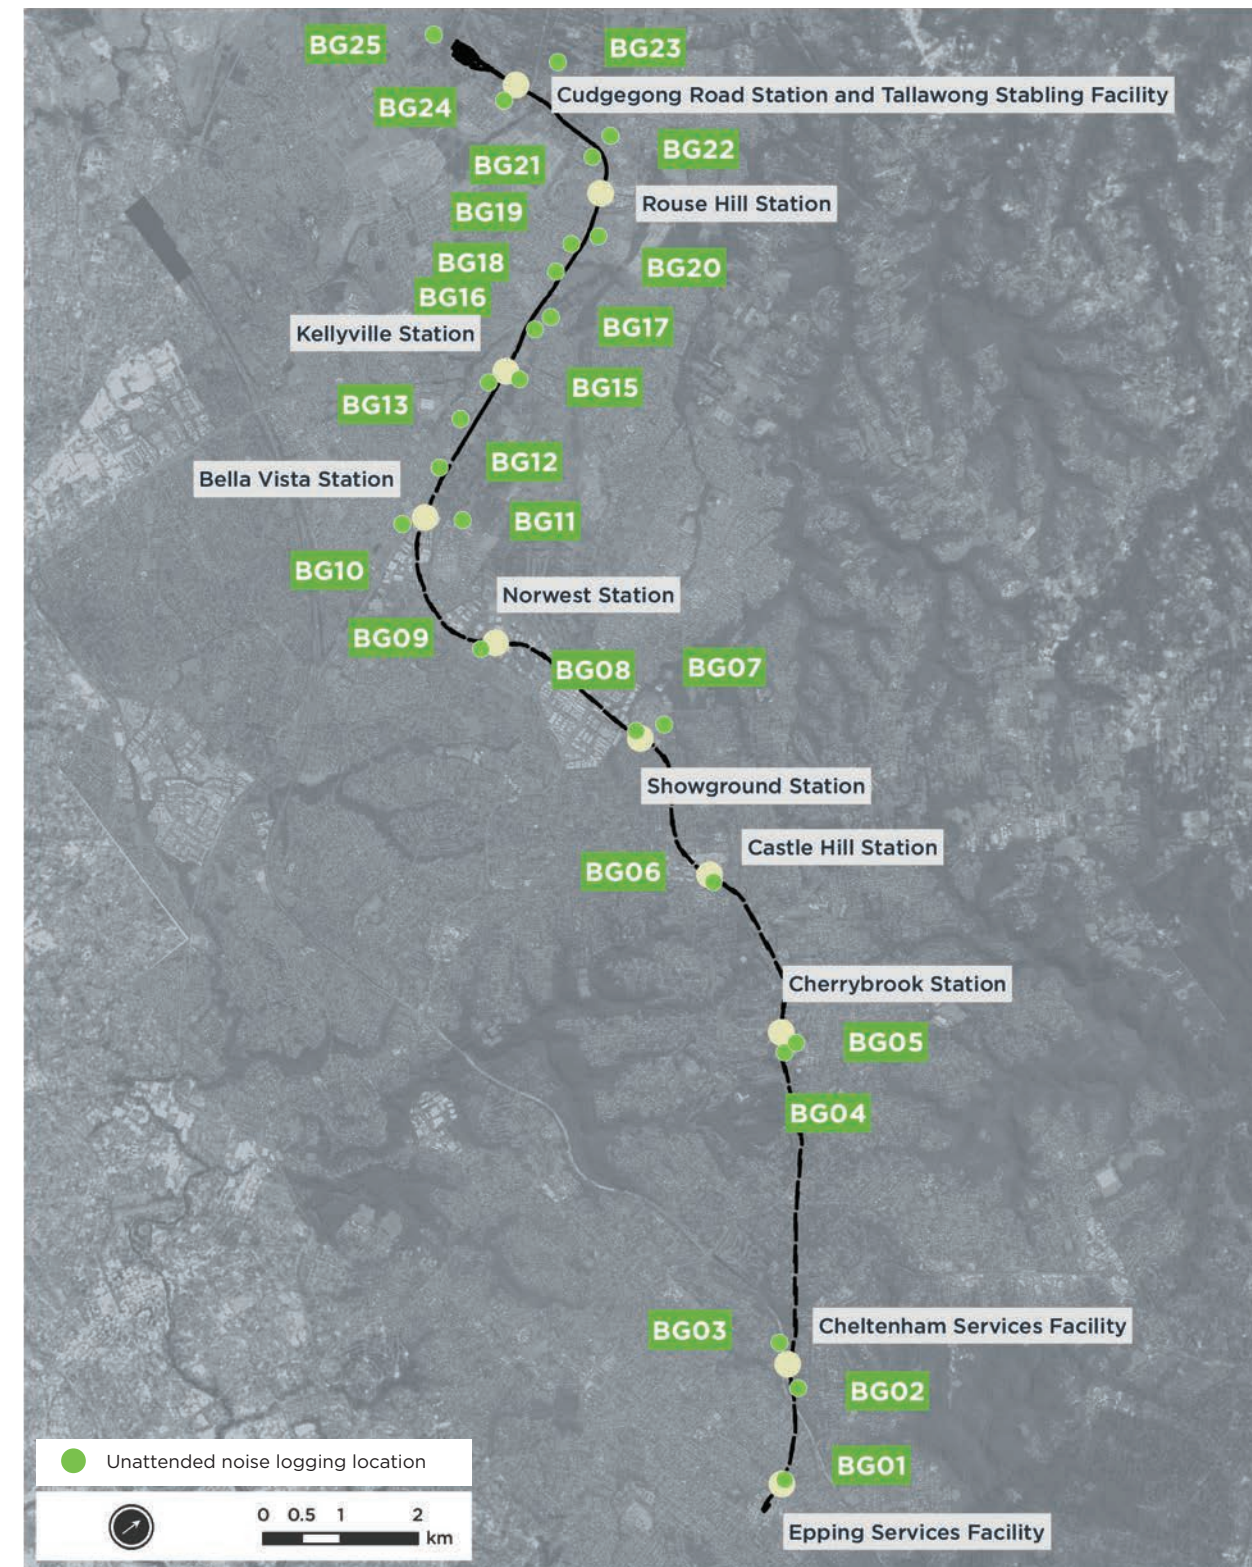 BG25
BG23
Cudgegong Road Station and Tallawong Stabling Facility
BG24
BG22
BG21
Rouse Hill Station
BG19
BG18
BG20
BG16
Kellyville Station
BG17
BG15
BG13
BG12
Bella Vista Station
BG11
BG10
Norwest Station
BG09
BG08
BG07
Showground Station
Castle Hill Station
BG06
Cherrybrook Station
BG05
BG04
BG03
Cheltenham Services Facility
BG02
BG01
Epping Services Facility
Unattended noise logging location
0 0.5 1 2
km